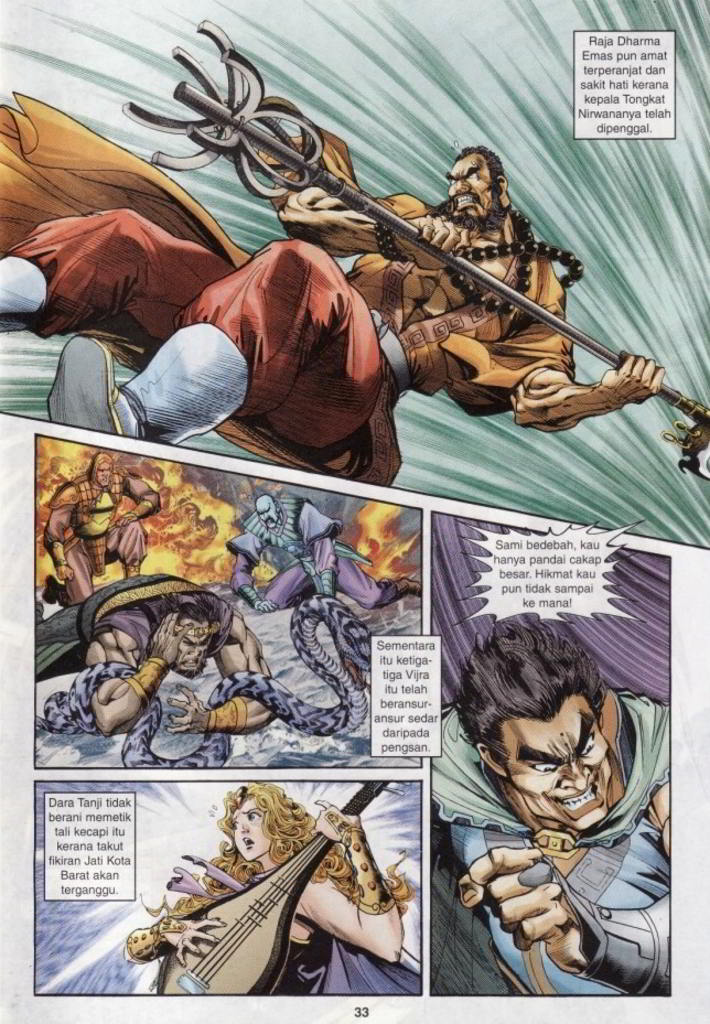 Raja Dharma
Emas pun amat
terperanjat dan
sakit hati kerana
kepala Tongkat
Nirwananya telah
dipenggal.
Sementara
itu ketiga-
tiga Vijra
itu telah
beransur-
ansur sedar
daripada
pengsan.
Sami bedebah, kau
hanya pandai cakap
besar. Hikmat kau
pun tidak sampai
ke mana!
Dara Tanji tidak
berani memetik
tali kecapi itu
kerana takut
fikiran Jati Kota
Barat akan
terganggu.
33